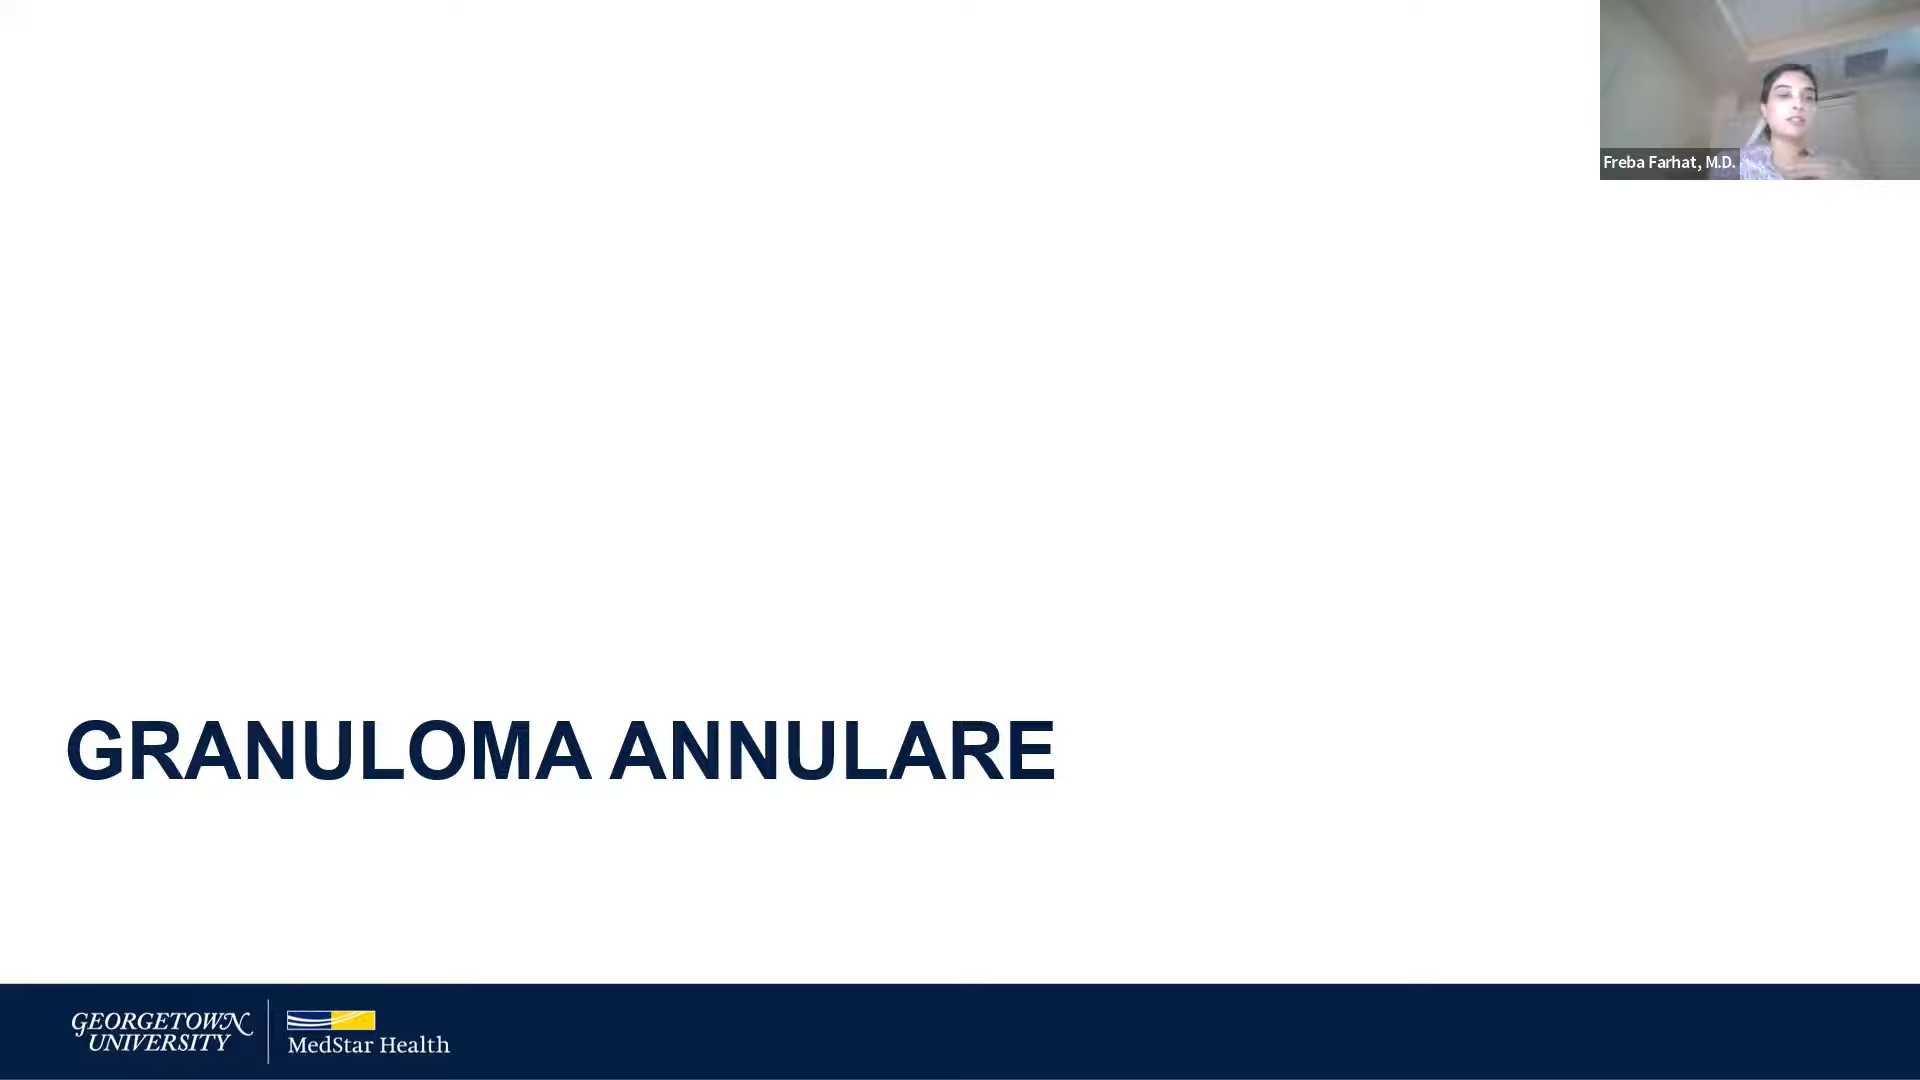 Freba Farhat, M.D.
GRANULOMA ANNULARE
GEORGETOWN
UNIVERSITY
MedStar Health